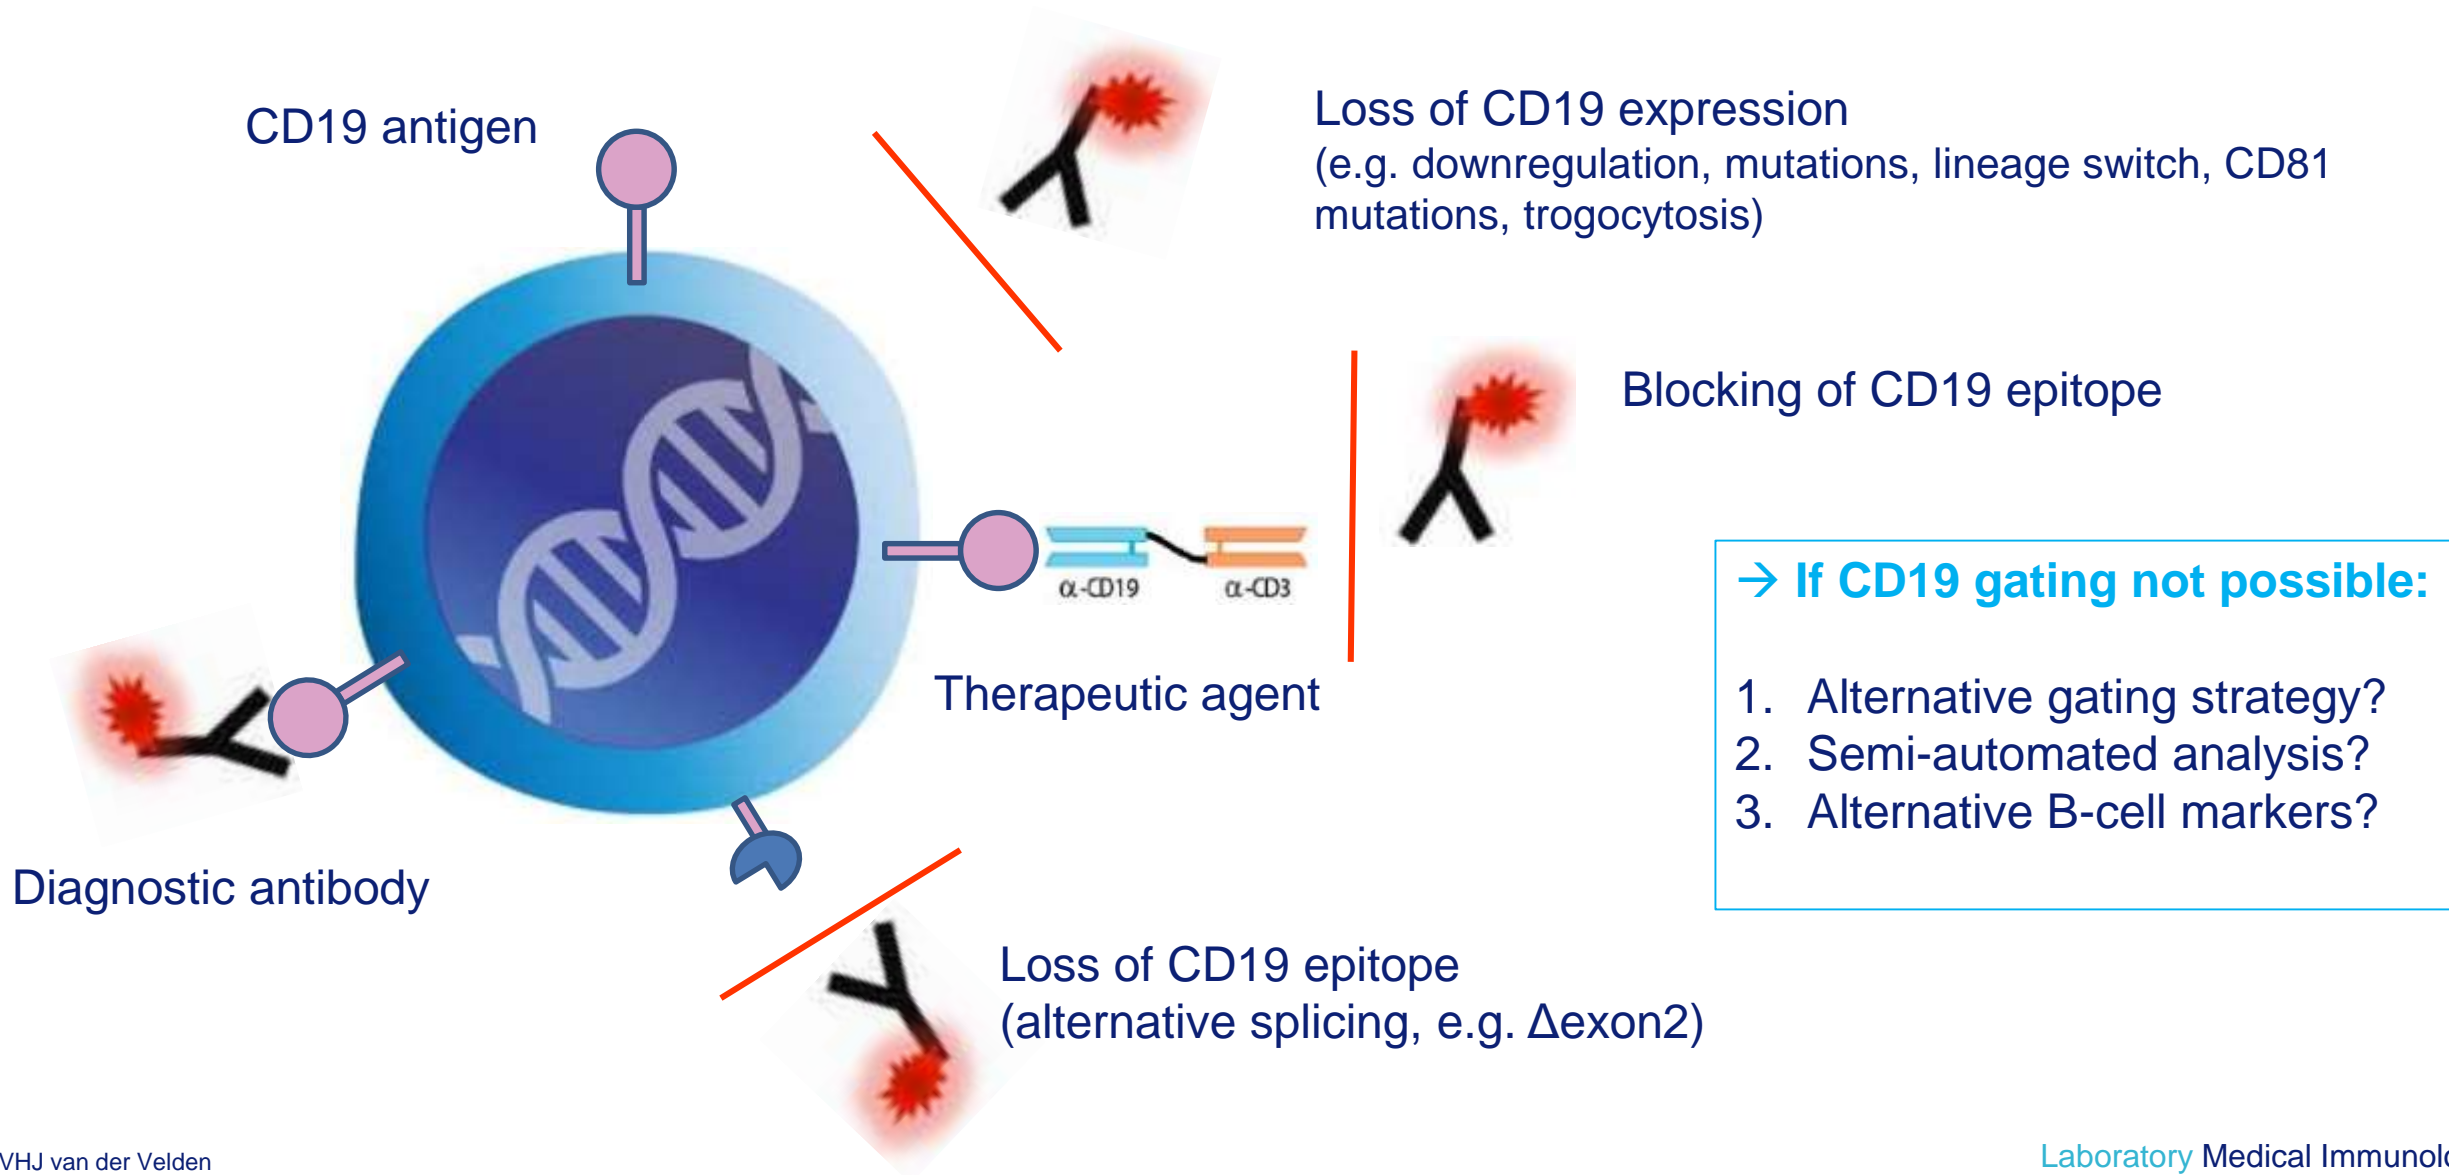 CD19 antigen
Loss of CD19 expression
(e.g. downregulation, mutations, lineage switch, CD81
mutations, trogocytosis)
Blocking of CD19 epitope
α-CD19
α-CD3
Therapeutic agent
→ If CD19 gating not possible:
1. Alternative gating strategy?
2. Semi-automated analysis?
3. Alternative B-cell markers?
Diagnostic antibody
Loss of CD19 epitope
(alternative splicing, e.g. Δexon2)
VHJ van der Velden
Laboratory Medical